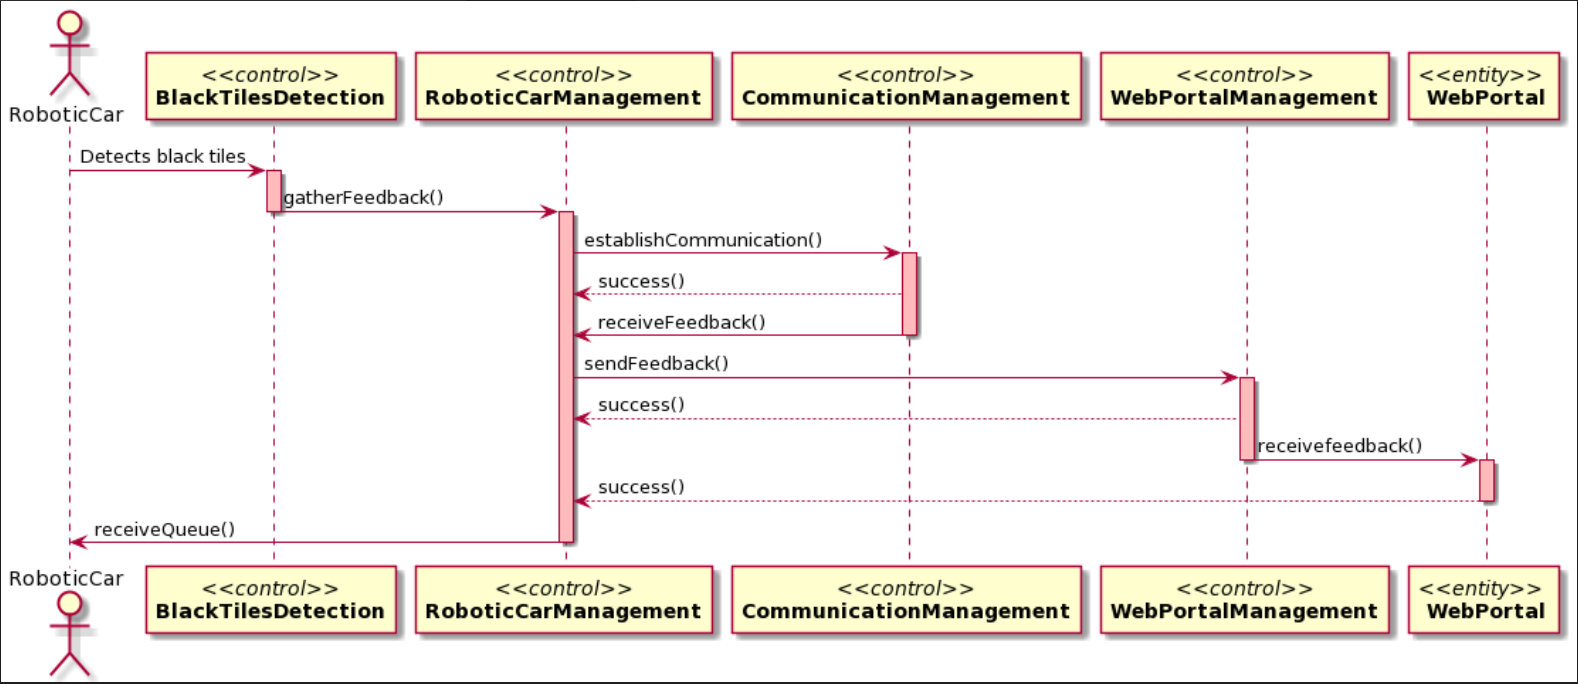 RoboticCar
<<control>>
BlackTilesDetection
<<control>>
RoboticCarManagement
<<control>>
CommunicationManagement
<<control>>
WebPortalManagement
<<entity>>
WebPortal
Detects black tiles
gatherFeedback()
establishCommunication()
success()
receiveFeedback()
sendFeedback()
success()
receivefeedback()
success()
receiveQueue()
RoboticCar
<<control>>
BlackTilesDetection
<<control>>
RoboticCarManagement
<<control>>
CommunicationManagement
<<control>>
WebPortalManagement
<<entity>>
WebPortal